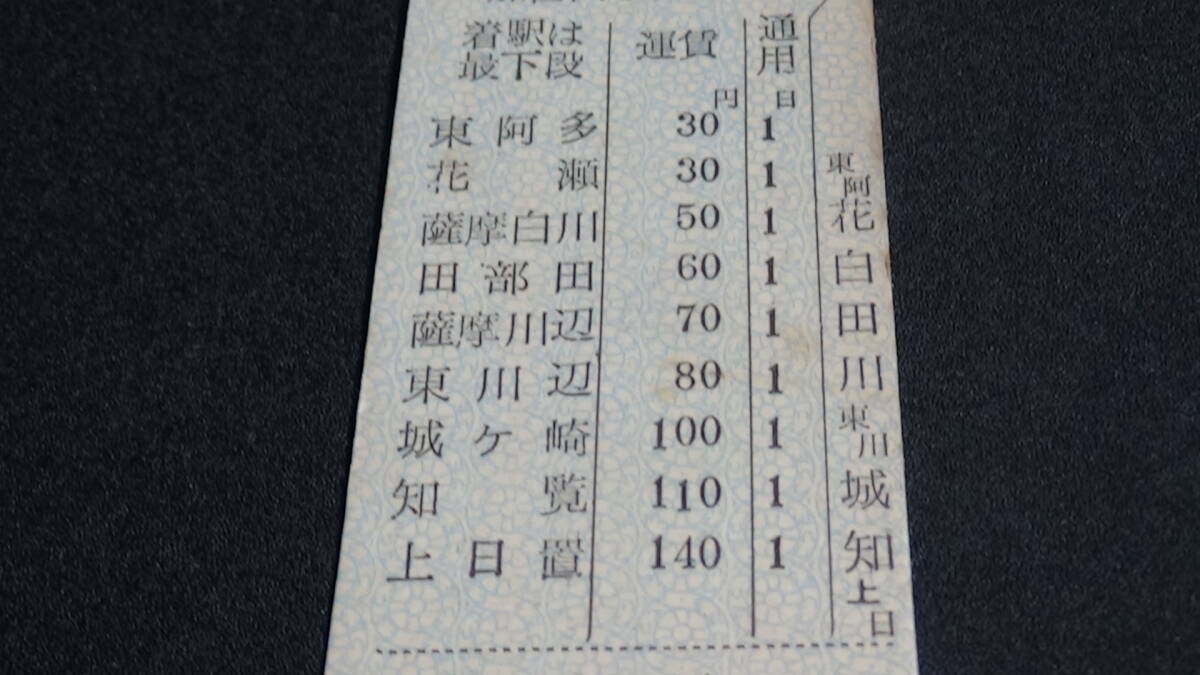 着駅は
最下段
運賃
通用
円 日
東阿多 30 1
花瀬 30 1
薩摩白川 50 1
田部田 60 1
薩摩川辺 70 1
東川辺 80 1
城ケ崎 100 1
知覧 110 1
上日置 140 1
東阿
花
白
田
川
東川
城
知
上日